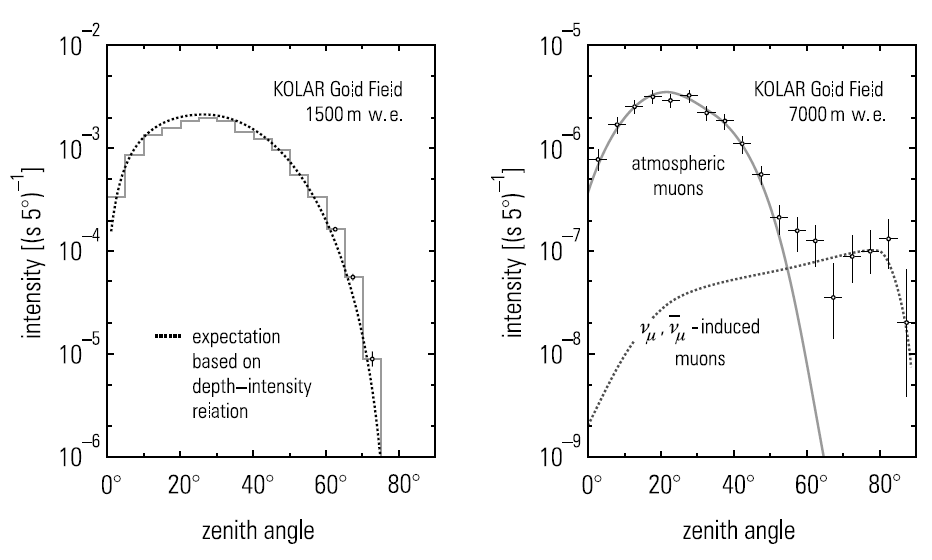 KOLAR Gold Field
1500 m w.e.
10⁻²
10⁻³
10⁻⁴
10⁻⁵
10⁻⁶
intensity [(s 5°)⁻¹]
expectation
based on
depth–intensity
relation
0° 20° 40° 60° 80°
zenith angle
KOLAR Gold Field
7000 m w.e.
10⁻⁵
10⁻⁶
10⁻⁷
10⁻⁸
10⁻⁹
intensity [(s 5°)⁻¹]
atmospheric
muons
νμ , ν̄μ -induced
muons
0° 20° 40° 60° 80°
zenith angle